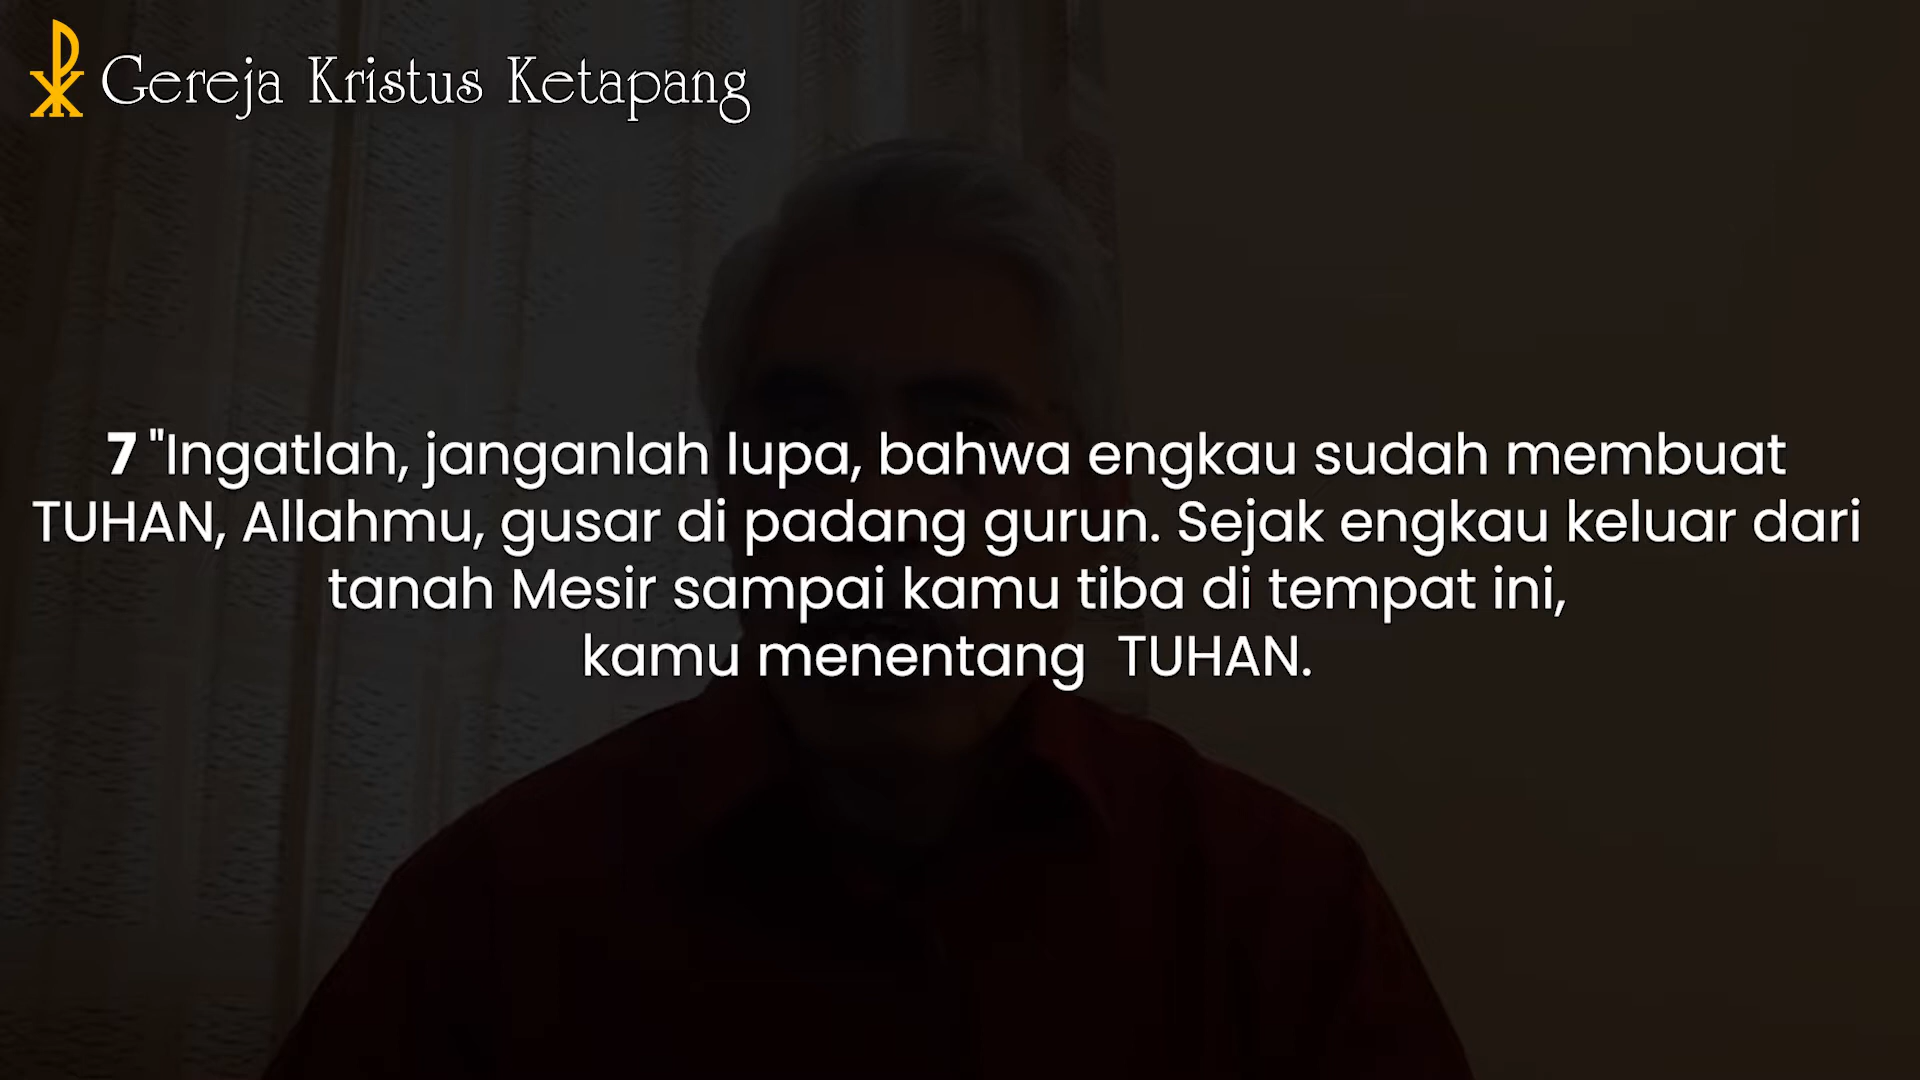 Gereja Kristus Ketapang
7 "Ingatlah, janganlah lupa, bahwa engkau sudah membuat
TUHAN, Allahmu, gusar di padang gurun. Sejak engkau keluar dari
tanah Mesir sampai kamu tiba di tempat ini,
kamu menentang  TUHAN.